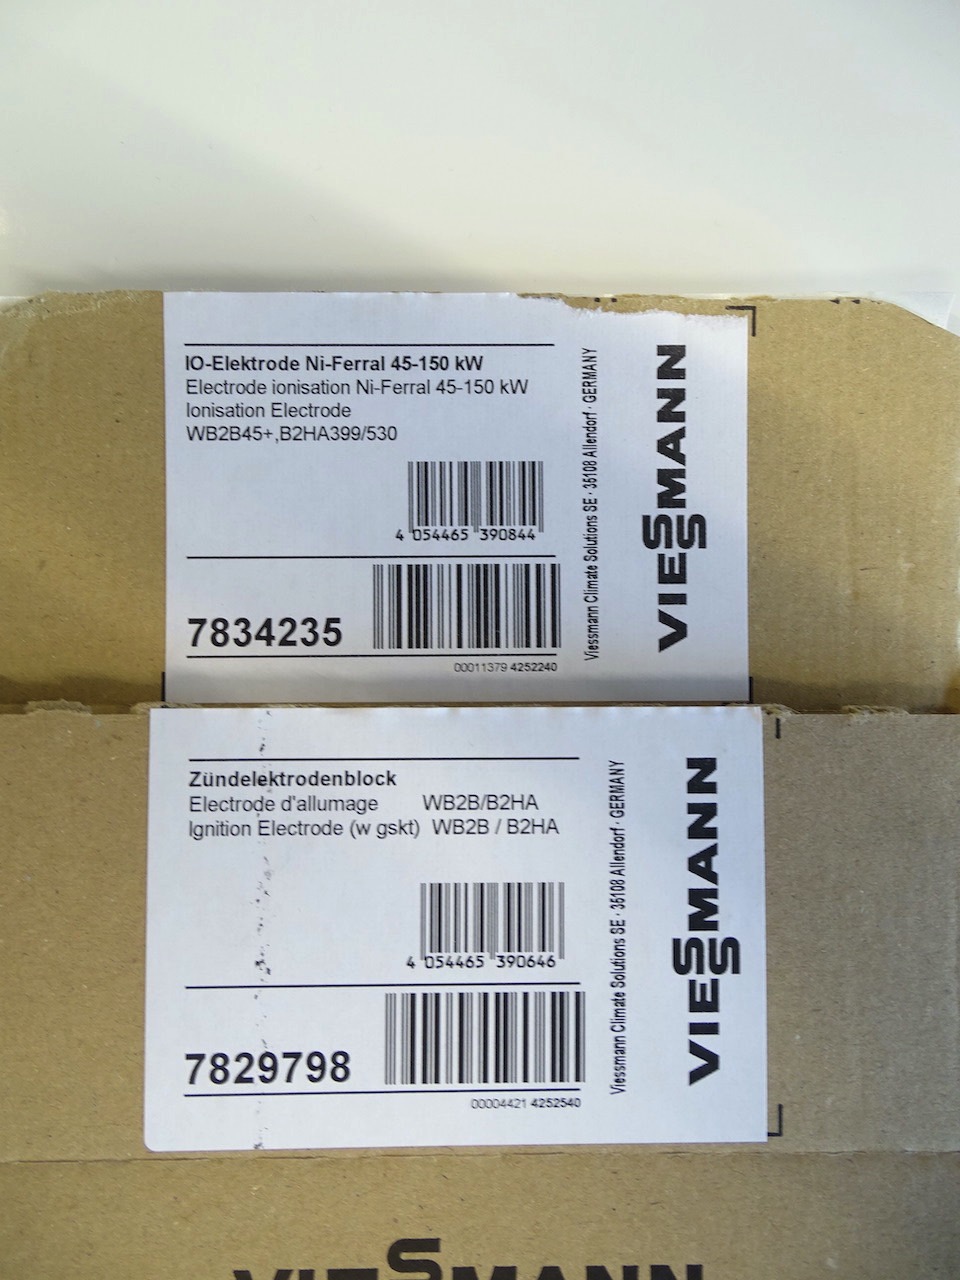 IO-Elektrode Ni-Ferral 45-150 kW
Electrode ionisation Ni-Ferral 45-150 kW
Ionisation Electrode
WB2B45+,B2HA399/530
4 054465 390844
7834235
00011379 4252240
Viessmann Climate Solutions SE · 35108 Allendorf · GERMANY
VIESSMANN
Zündelektrodenblock
Electrode d'allumage WB2B/B2HA
Ignition Electrode (w gskt) WB2B / B2HA
4 054465 390646
7829798
00004421 4252540
Viessmann Climate Solutions SE · 35108 Allendorf · GERMANY
VIESSMANN
VIESSMANN